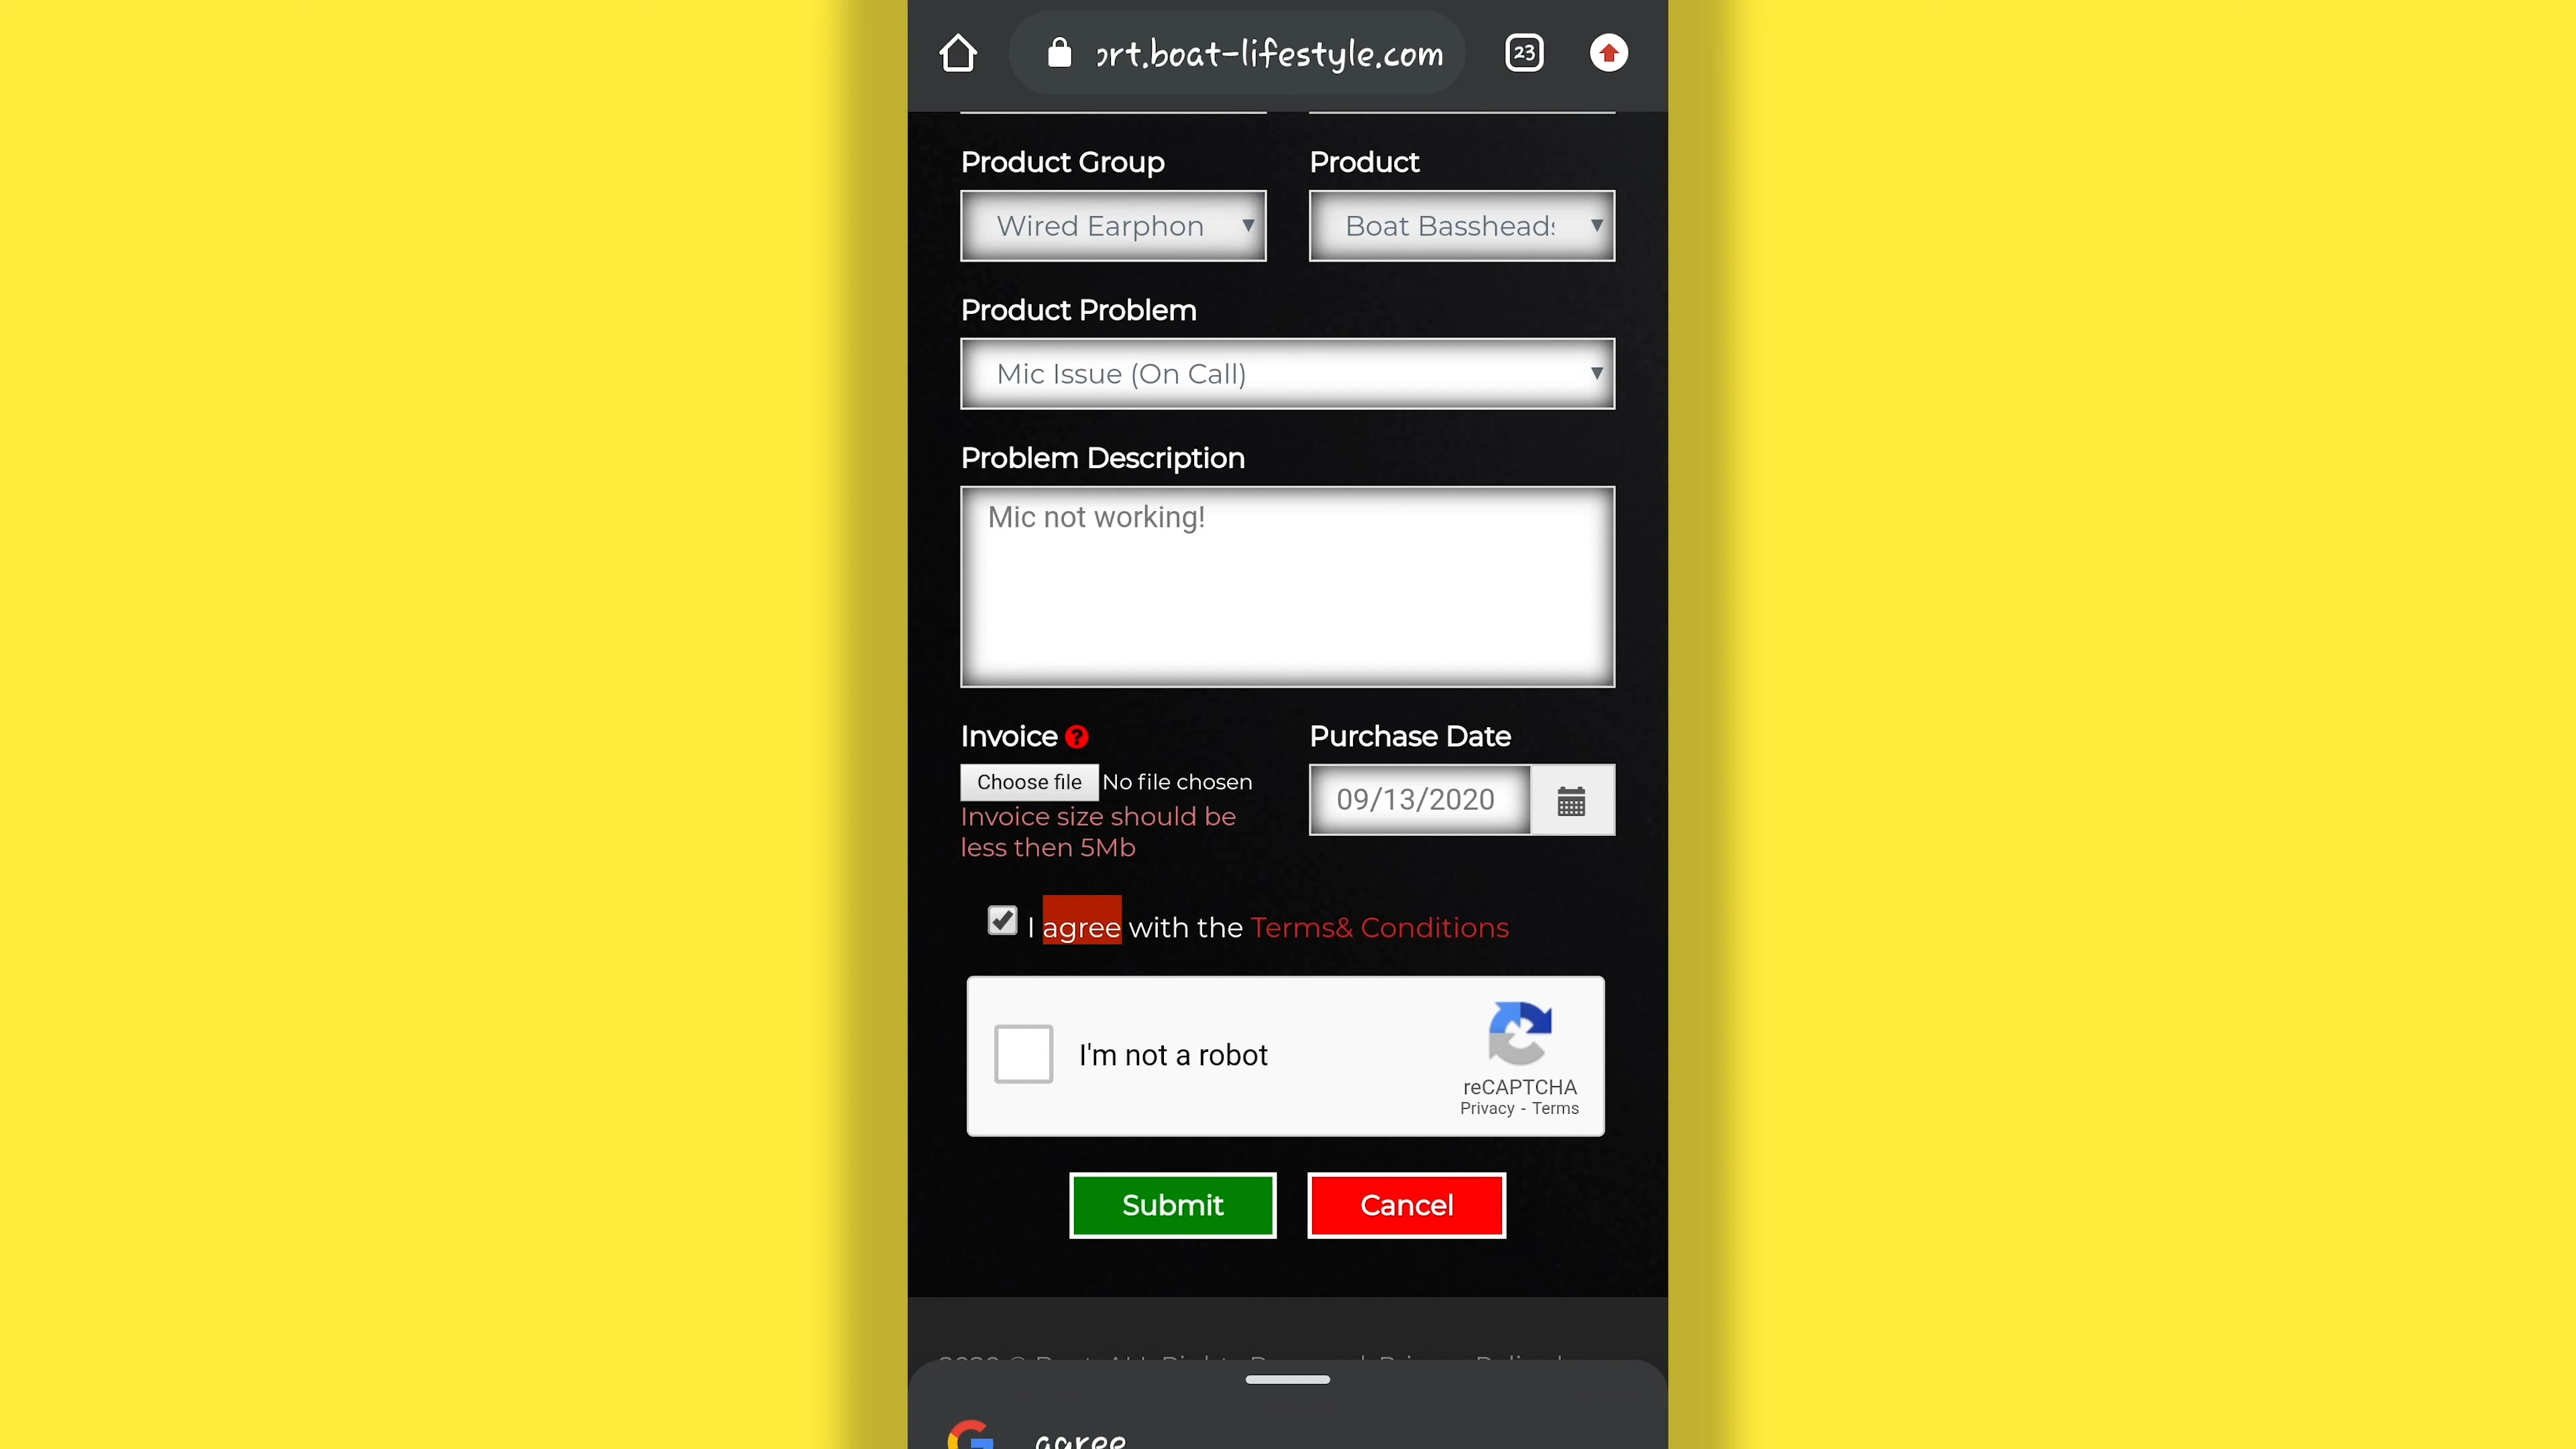 ort.boat-lifestyle.com
23
Product Group
Product
Wired Earphon
Boat Bassheads
Product Problem
Mic Issue (On Call)
Problem Description
Mic not working!
Invoice ?
Purchase Date
Choose file No file chosen
09/13/2020
Invoice size should be
less then 5Mb
I agree with the Terms& Conditions
I'm not a robot
reCAPTCHA
Privacy - Terms
Submit
Cancel
agree